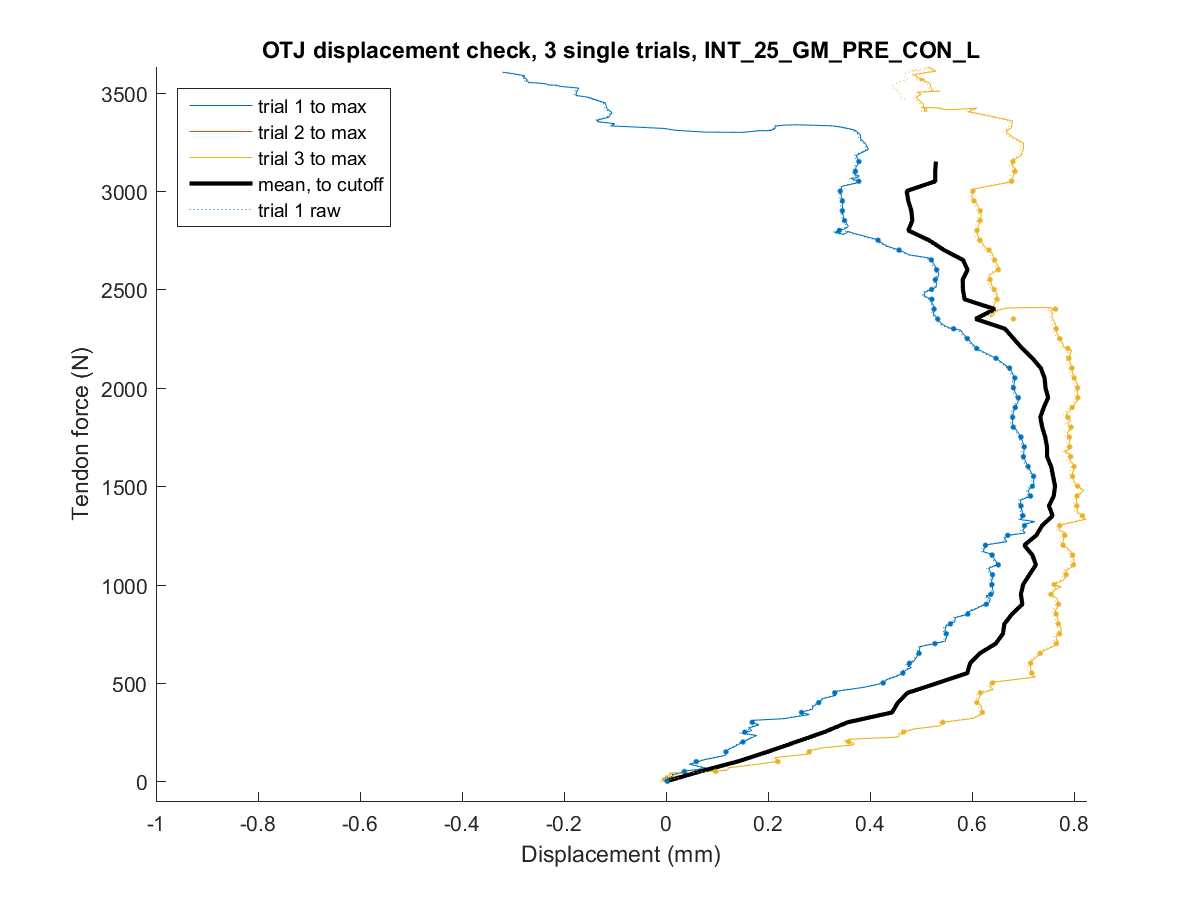 OTJ displacement check, 3 single trials, INT_25_GM_PRE_CON_L
trial 1 to max
trial 2 to max
trial 3 to max
mean, to cutoff
trial 1 raw
Tendon force (N)
3500
3000
2500
2000
1500
1000
500
0
-1 -0.8 -0.6 -0.4 -0.2 0 0.2 0.4 0.6 0.8
Displacement (mm)